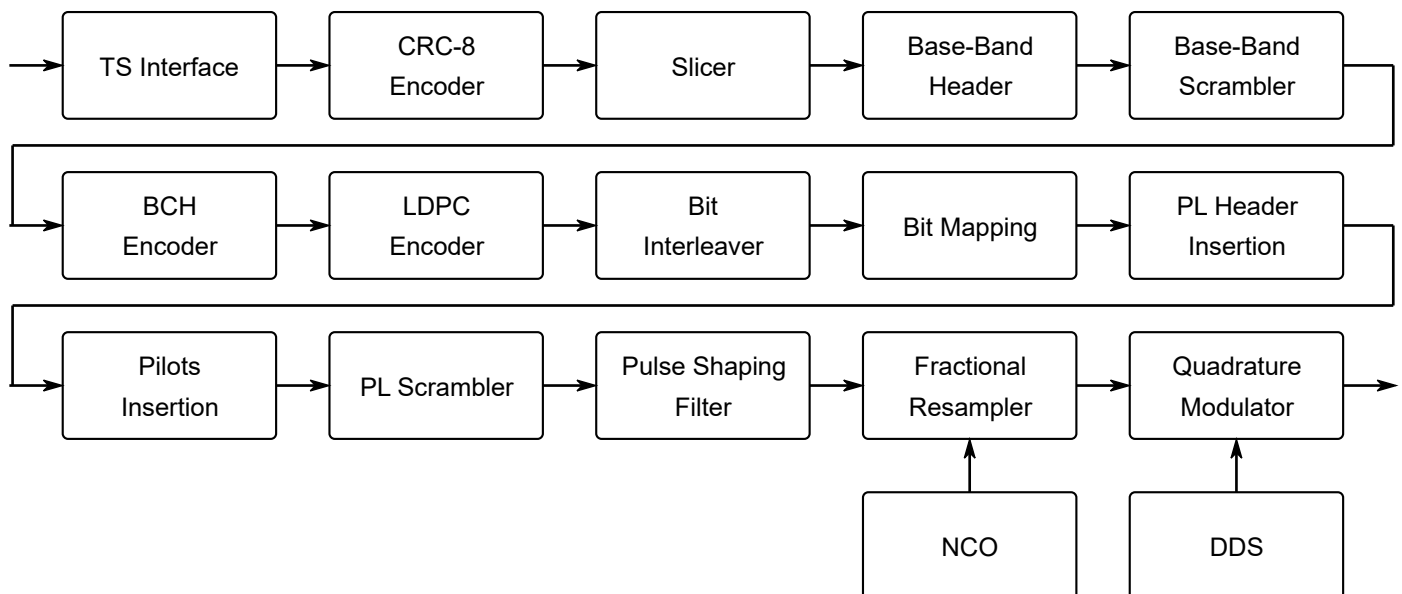 TS Interface
CRC-8
Encoder
Slicer
Base-Band
Header
Base-Band
Scrambler
BCH
Encoder
LDPC
Encoder
Bit
Interleaver
Bit Mapping
PL Header
Insertion
Pilots
Insertion
PL Scrambler
Pulse Shaping
Filter
Fractional
Resampler
Quadrature
Modulator
NCO
DDS